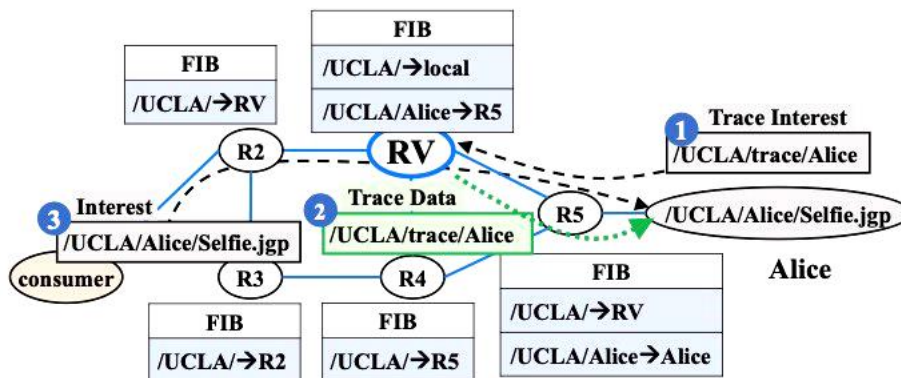 FIB
/UCLA/→RV
FIB
/UCLA/→local
/UCLA/Alice→R5
1
Trace Interest
/UCLA/trace/Alice
R2
RV
3
Interest
/UCLA/Alice/Selfie.jgp
2
Trace Data
/UCLA/trace/Alice
R5
/UCLA/Alice/Selfie.jgp
consumer
R3
R4
Alice
FIB
/UCLA/→R2
FIB
/UCLA/→R5
FIB
/UCLA/→RV
/UCLA/Alice→Alice